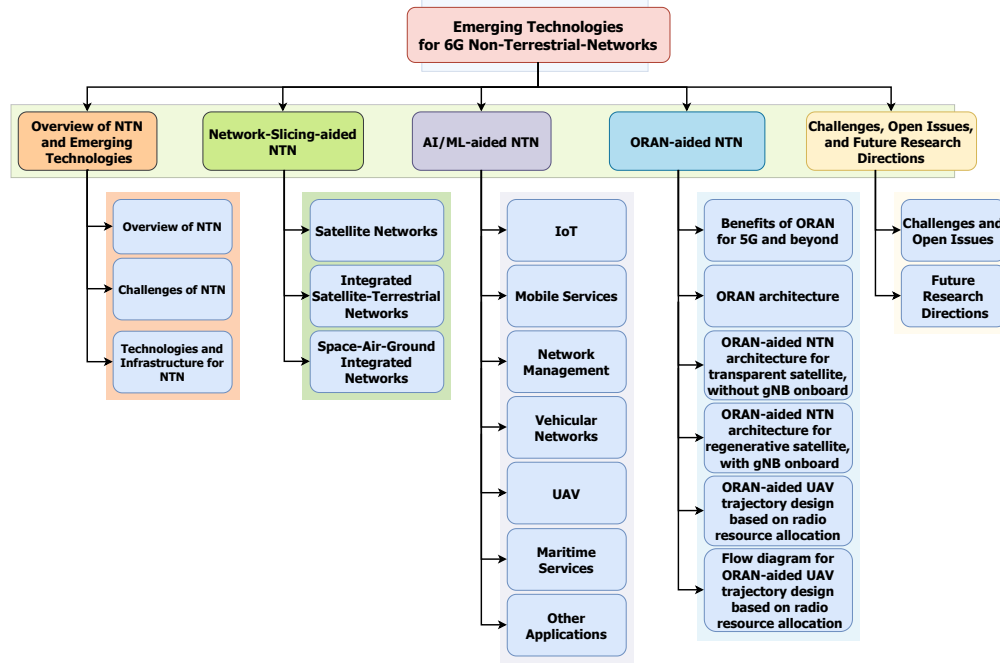 Emerging Technologies
for 6G Non-Terrestrial-Networks
Overview of NTN
and Emerging
Technologies
Network-Slicing-aided
NTN
AI/ML-aided NTN
ORAN-aided NTN
Challenges, Open Issues,
and Future Research
Directions
Overview of NTN
Challenges of NTN
Technologies and
Infrastructure for
NTN
Satellite Networks
Integrated
Satellite-Terrestrial
Networks
Space-Air-Ground
Integrated
Networks
IoT
Mobile Services
Network
Management
Vehicular
Networks
UAV
Maritime
Services
Other
Applications
Benefits of ORAN
for 5G and beyond
ORAN architecture
ORAN-aided NTN
architecture for
transparent satellite,
without gNB onboard
ORAN-aided NTN
architecture for
regenerative satellite,
with gNB onboard
ORAN-aided UAV
trajectory design
based on radio
resource allocation
Flow diagram for
ORAN-aided UAV
trajectory design
based on radio
resource allocation
Challenges and
Open Issues
Future
Research
Directions